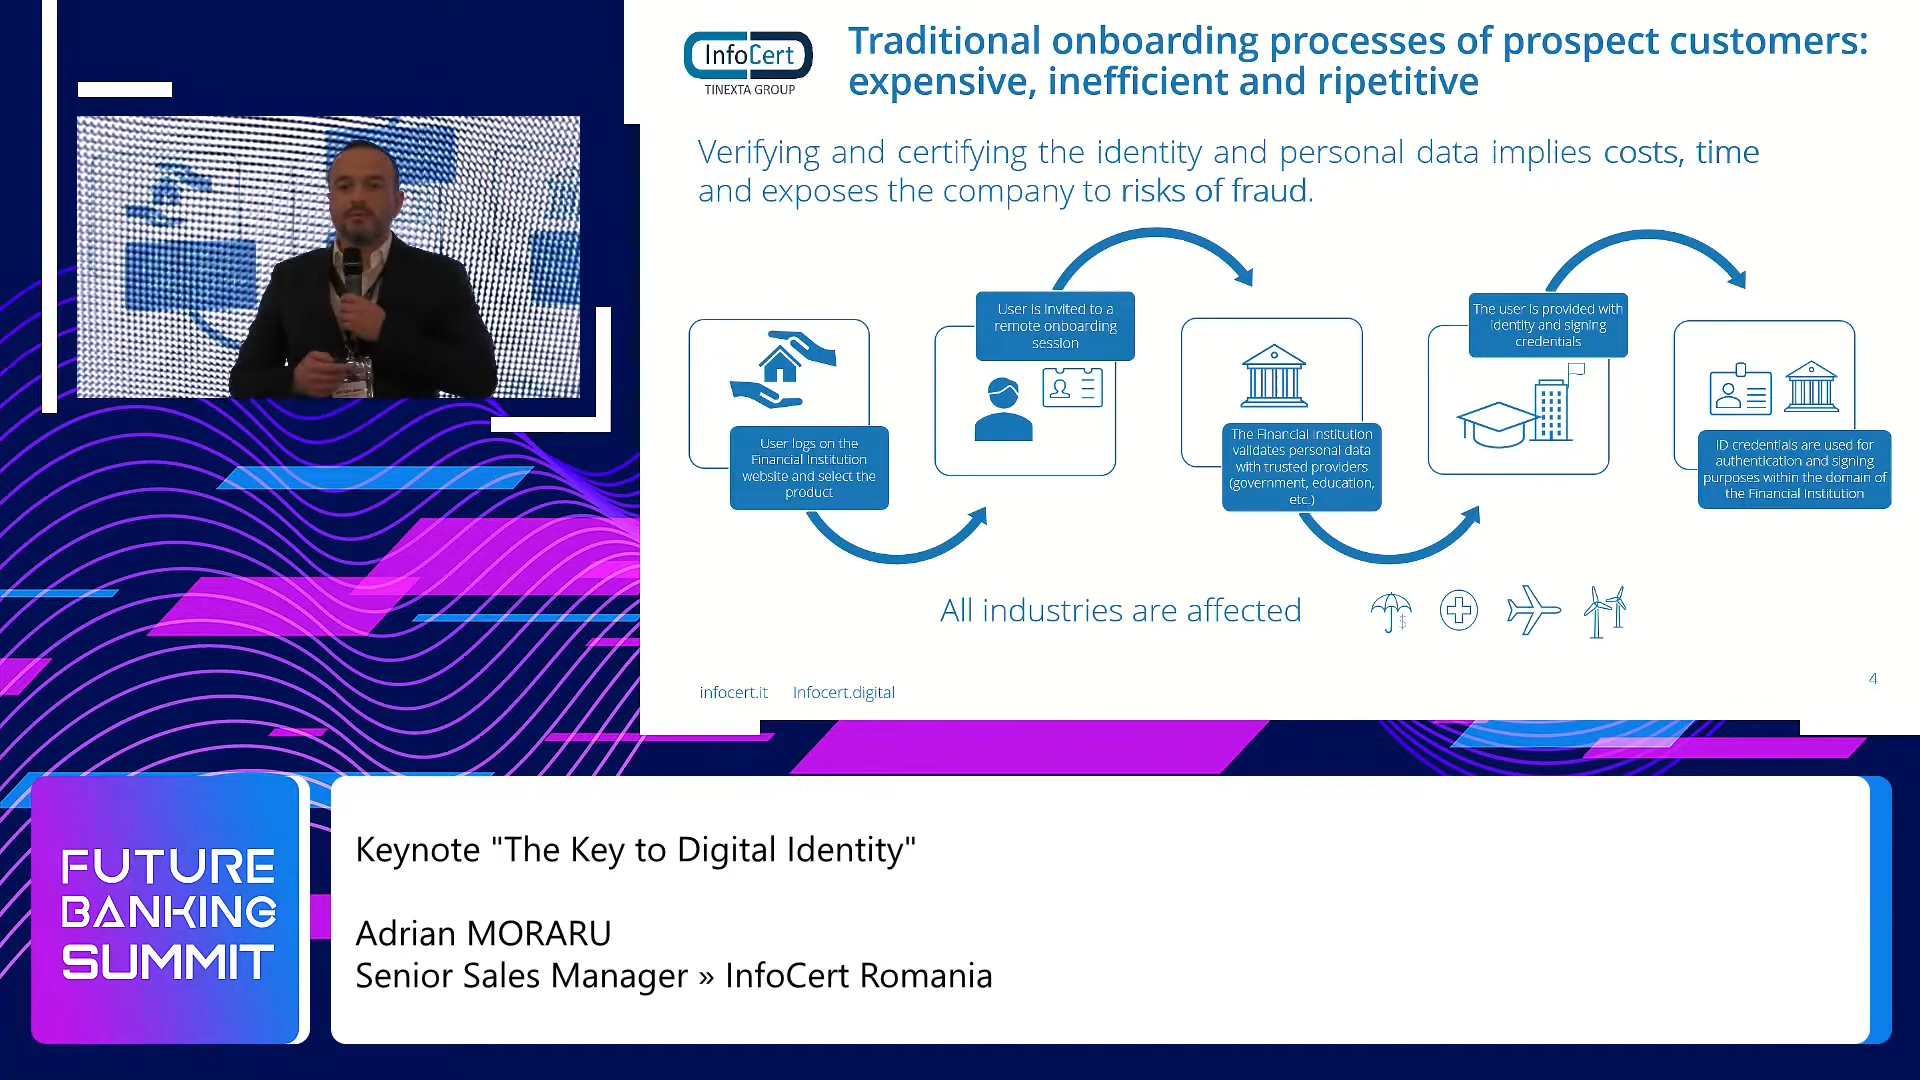 InfoCert
TINEXTA GROUP
Traditional onboarding processes of prospect customers:
expensive, inefficient and ripetitive
Verifying and certifying the identity and personal data implies costs, time
and exposes the company to risks of fraud.
User logs on the
Financial Institution
website and select the
product
User is invited to a
remote onboarding
session
The Financial Institution
validates personal data
with trusted providers
(government, education,
etc.)
The user is provided with
identity and signing
credentials
ID credentials are used for
authentication and signing
purposes within the domain of
the Financial Institution
All industries are affected
infocert.it Infocert.digital
4
FUTURE
BANKING
SUMMIT
Keynote "The Key to Digital Identity"
Adrian MORARU
Senior Sales Manager » InfoCert Romania